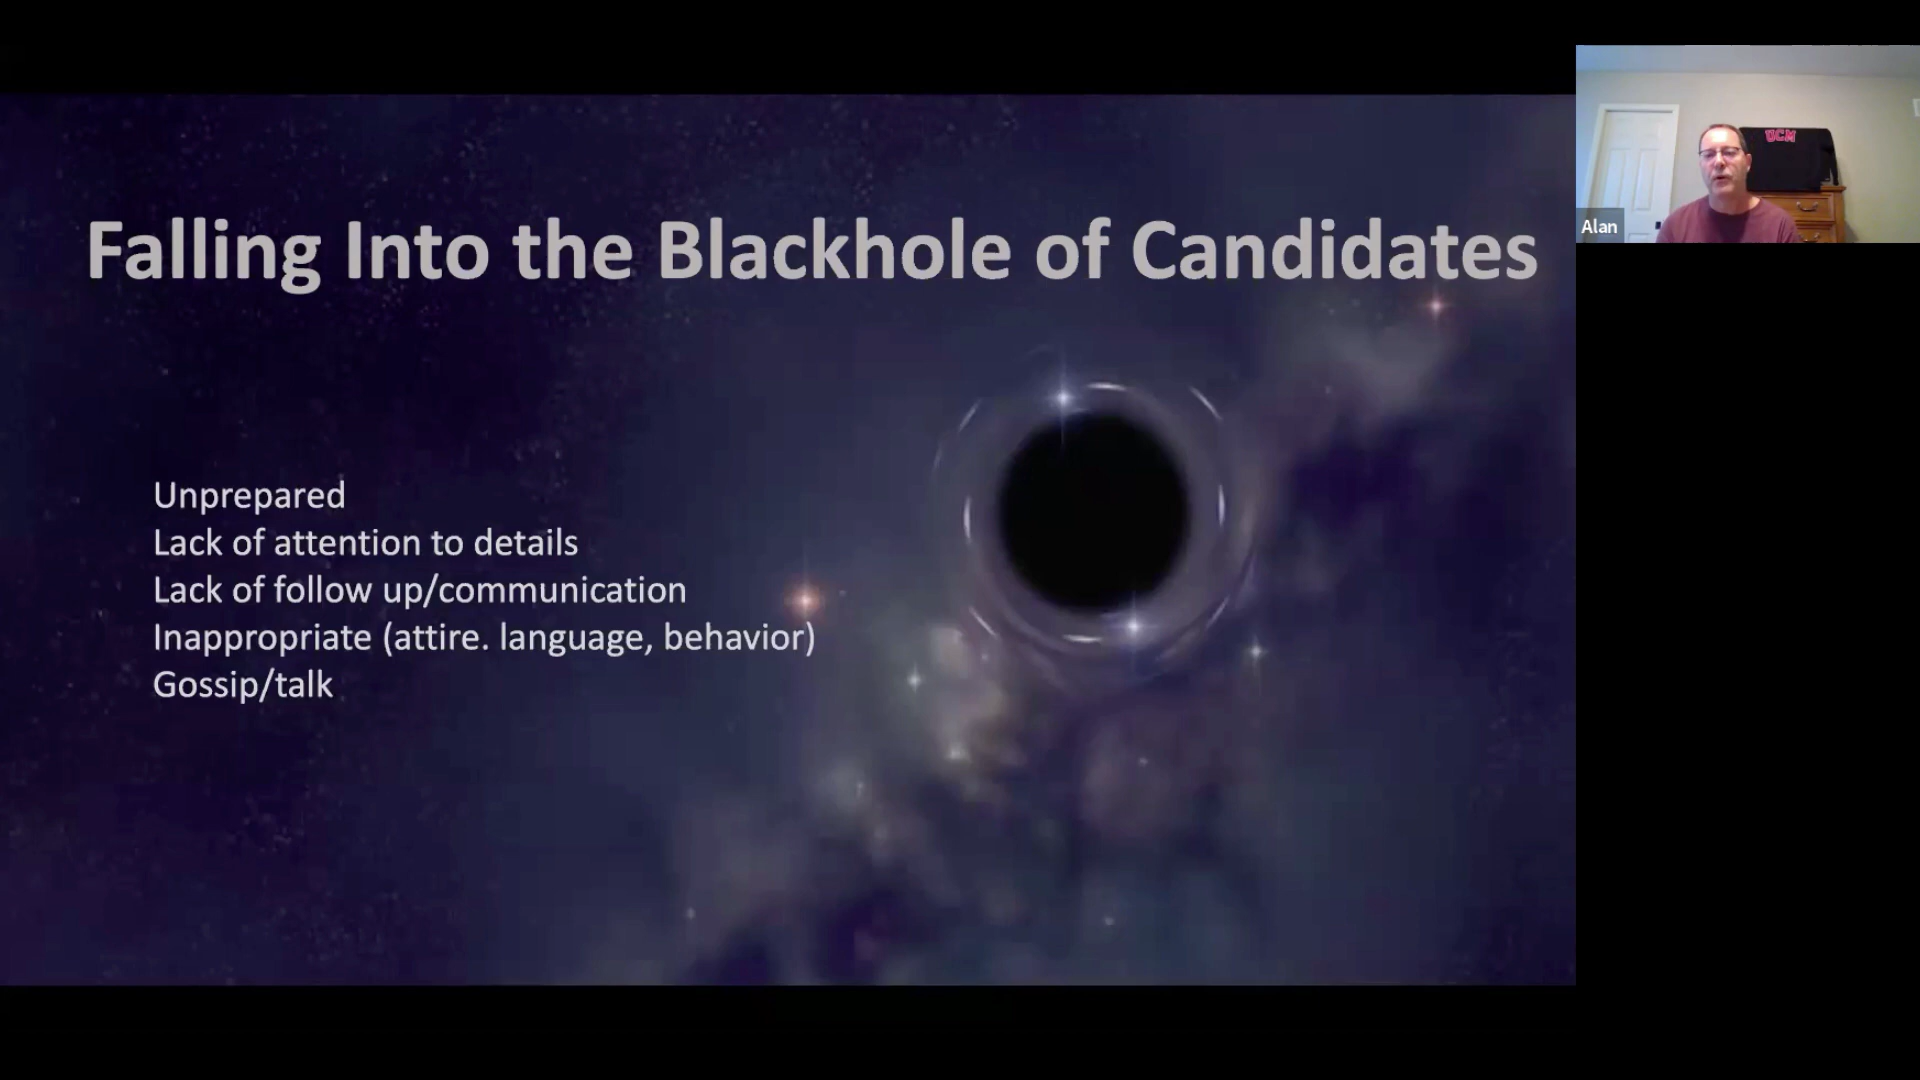 Falling Into the Blackhole of Candidates
UCM
Alan
Unprepared
Lack of attention to details
Lack of follow up/communication
Inappropriate (attire. language, behavior)
Gossip/talk